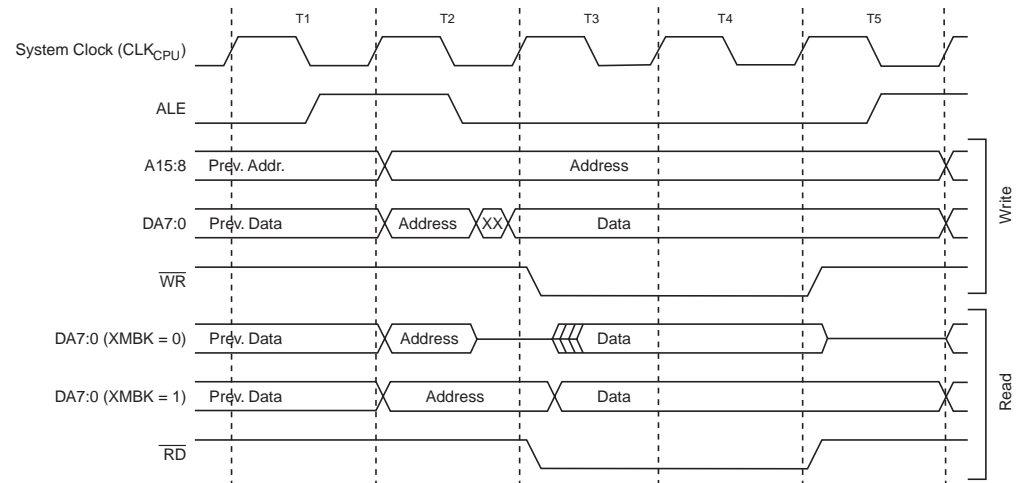 T1 T2 T3 T4 T5
System Clock (CLKCPU)
ALE
A15:8 Prev. Addr. Address
DA7:0 Prev. Data Address XX Data
WR
Write
DA7:0 (XMBK = 0) Prev. Data Address Data
DA7:0 (XMBK = 1) Prev. Data Address Data
RD
Read